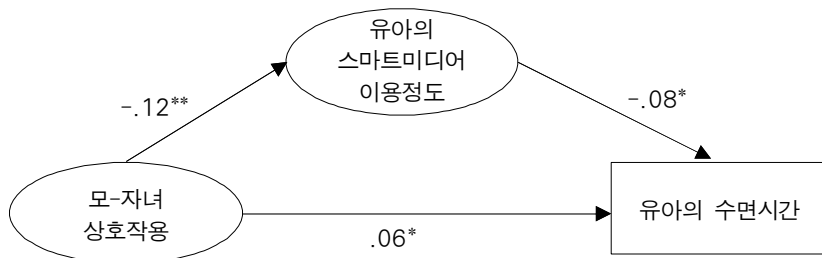 유아의
스마트미디어
이용정도
-.12**
-.08*
모-자녀
상호작용
.06*
유아의 수면시간